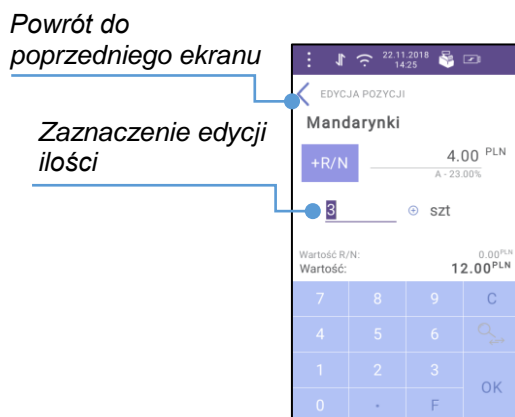 Powrót do
poprzedniego ekranu
Zaznaczenie edycji
ilości
22.11.2018
14:25
EDYCJA POZYCJI
Mandarynki
+R/N 4.00 PLN
A - 23.00%
3 szt
Wartość R/N: 0.00PLN
Wartość: 12.00PLN
7 8 9 C
4 5 6
1 2 3
OK
0 . F